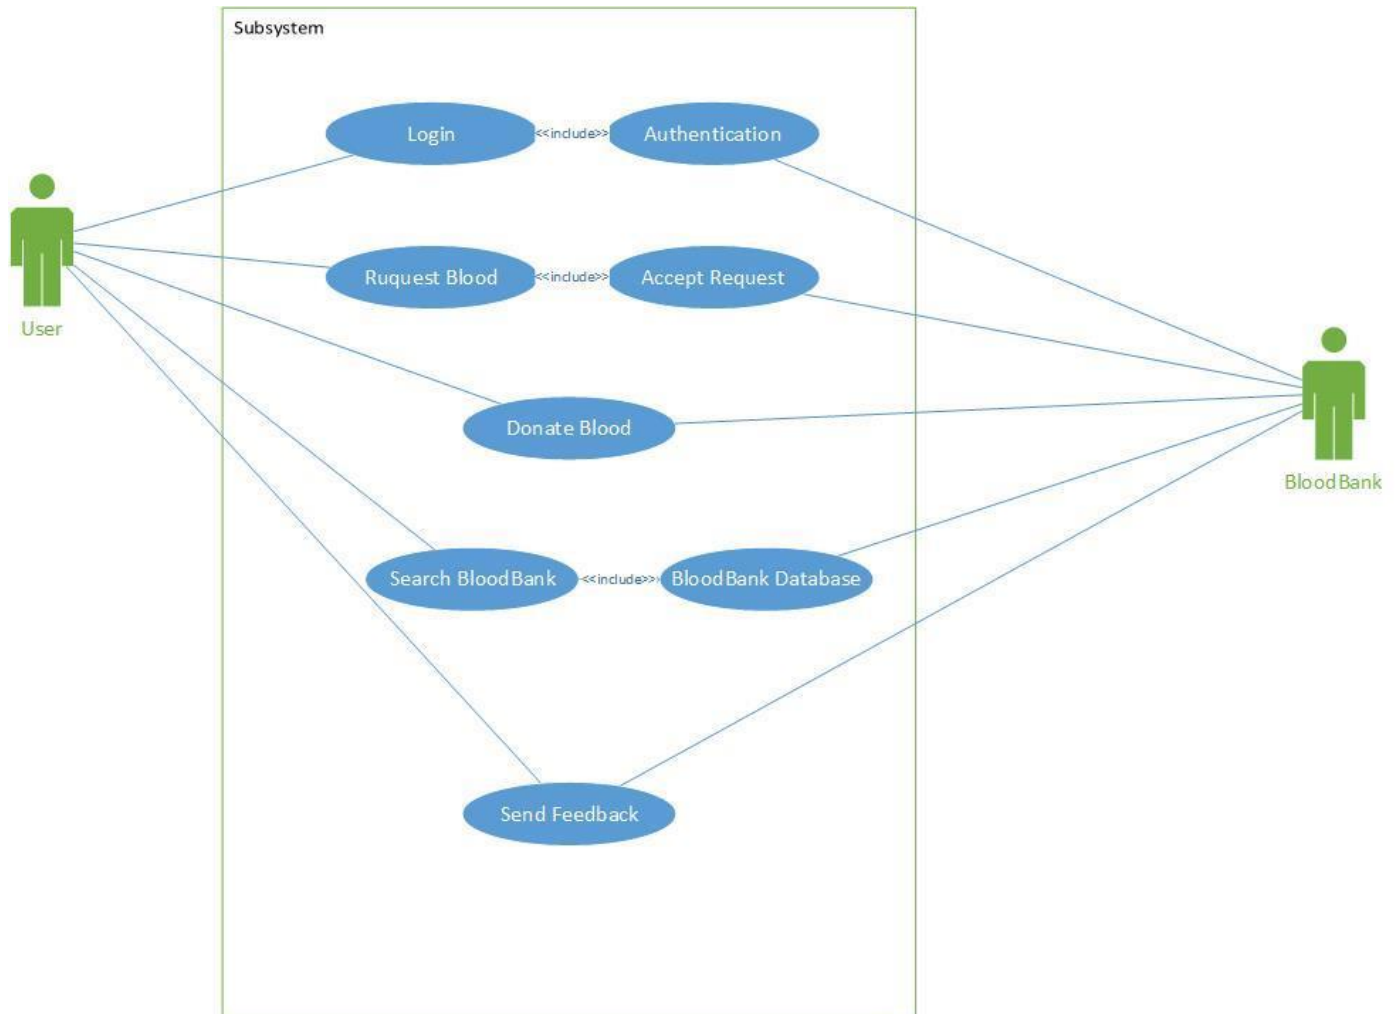 Subsystem
Login
<<include>>
Authentication
Ruquest Blood
<<include>>
Accept Request
User
Donate Blood
BloodBank
Search BloodBank
<<include>>
BloodBank Database
Send Feedback